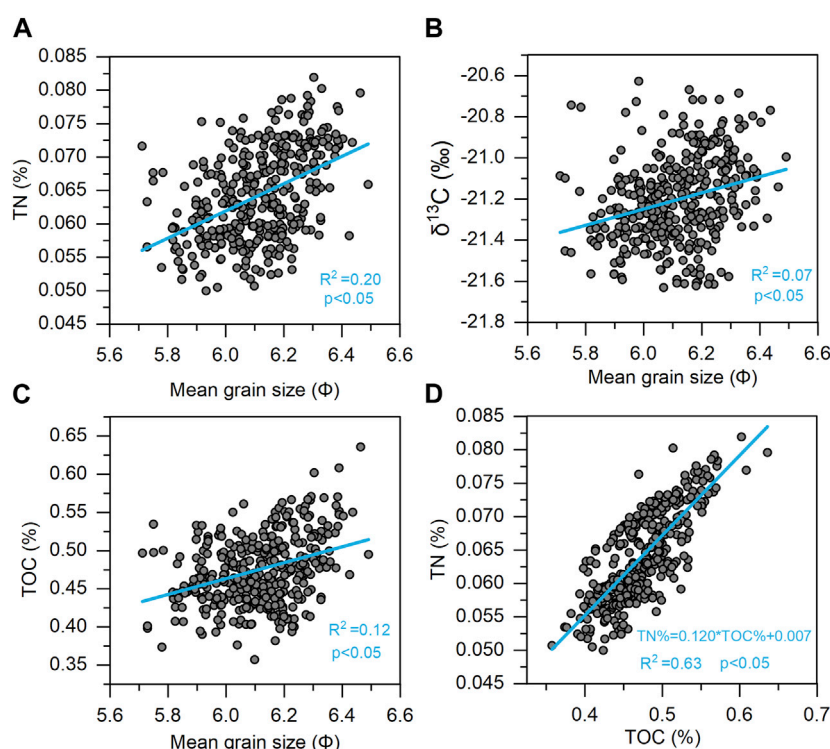 A
0.085
0.080
0.075
0.070
0.065
0.060
0.055
0.050
0.045
TN (%)
R²=0.20
p<0.05
5.6 5.8 6.0 6.2 6.4 6.6
Mean grain size (Φ)
B
-20.6
-20.8
-21.0
-21.2
-21.4
-21.6
-21.8
δ¹³C (‰)
R²=0.07
p<0.05
5.6 5.8 6.0 6.2 6.4 6.6
Mean grain size (Φ)
C
0.65
0.60
0.55
0.50
0.45
0.40
0.35
TOC (%)
R²=0.12
p<0.05
5.6 5.8 6.0 6.2 6.4 6.6
Mean grain size (Φ)
D
0.085
0.080
0.075
0.070
0.065
0.060
0.055
0.050
0.045
TN (%)
TN%=0.120*TOC%+0.007
R²=0.63 p<0.05
0.4 0.5 0.6 0.7
TOC (%)